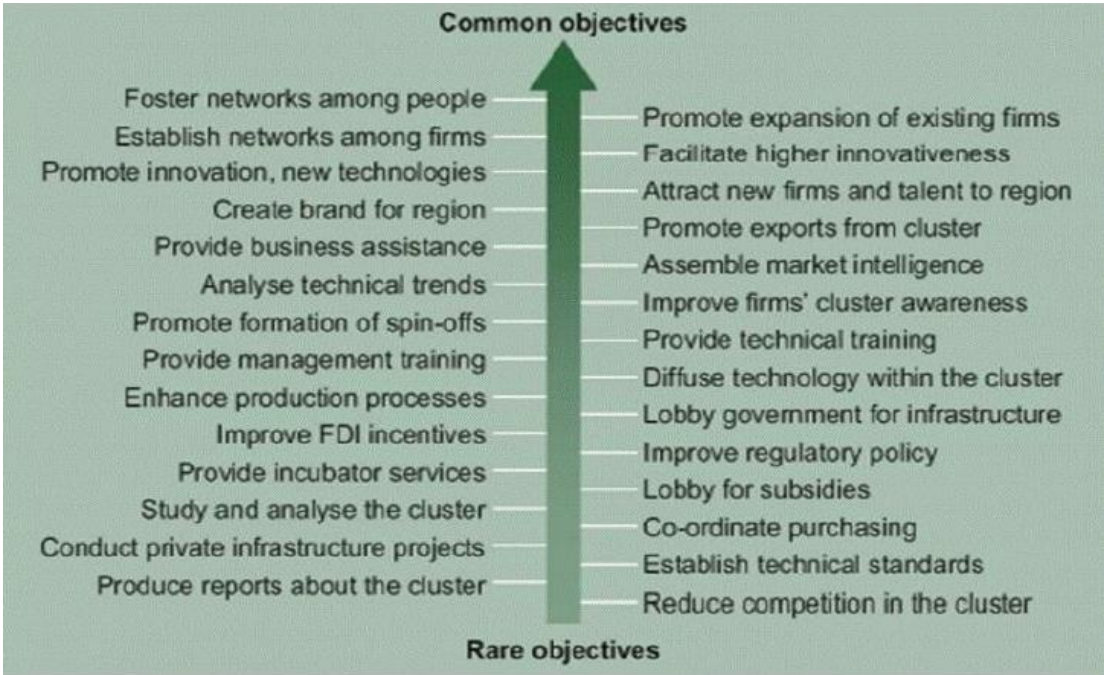 Common objectives
Foster networks among people
Promote expansion of existing firms
Establish networks among firms
Facilitate higher innovativeness
Promote innovation, new technologies
Attract new firms and talent to region
Create brand for region
Promote exports from cluster
Provide business assistance
Assemble market intelligence
Analyse technical trends
Improve firms' cluster awareness
Promote formation of spin-offs
Provide technical training
Provide management training
Diffuse technology within the cluster
Enhance production processes
Lobby government for infrastructure
Improve FDI incentives
Improve regulatory policy
Provide incubator services
Lobby for subsidies
Study and analyse the cluster
Co-ordinate purchasing
Conduct private infrastructure projects
Establish technical standards
Produce reports about the cluster
Reduce competition in the cluster
Rare objectives